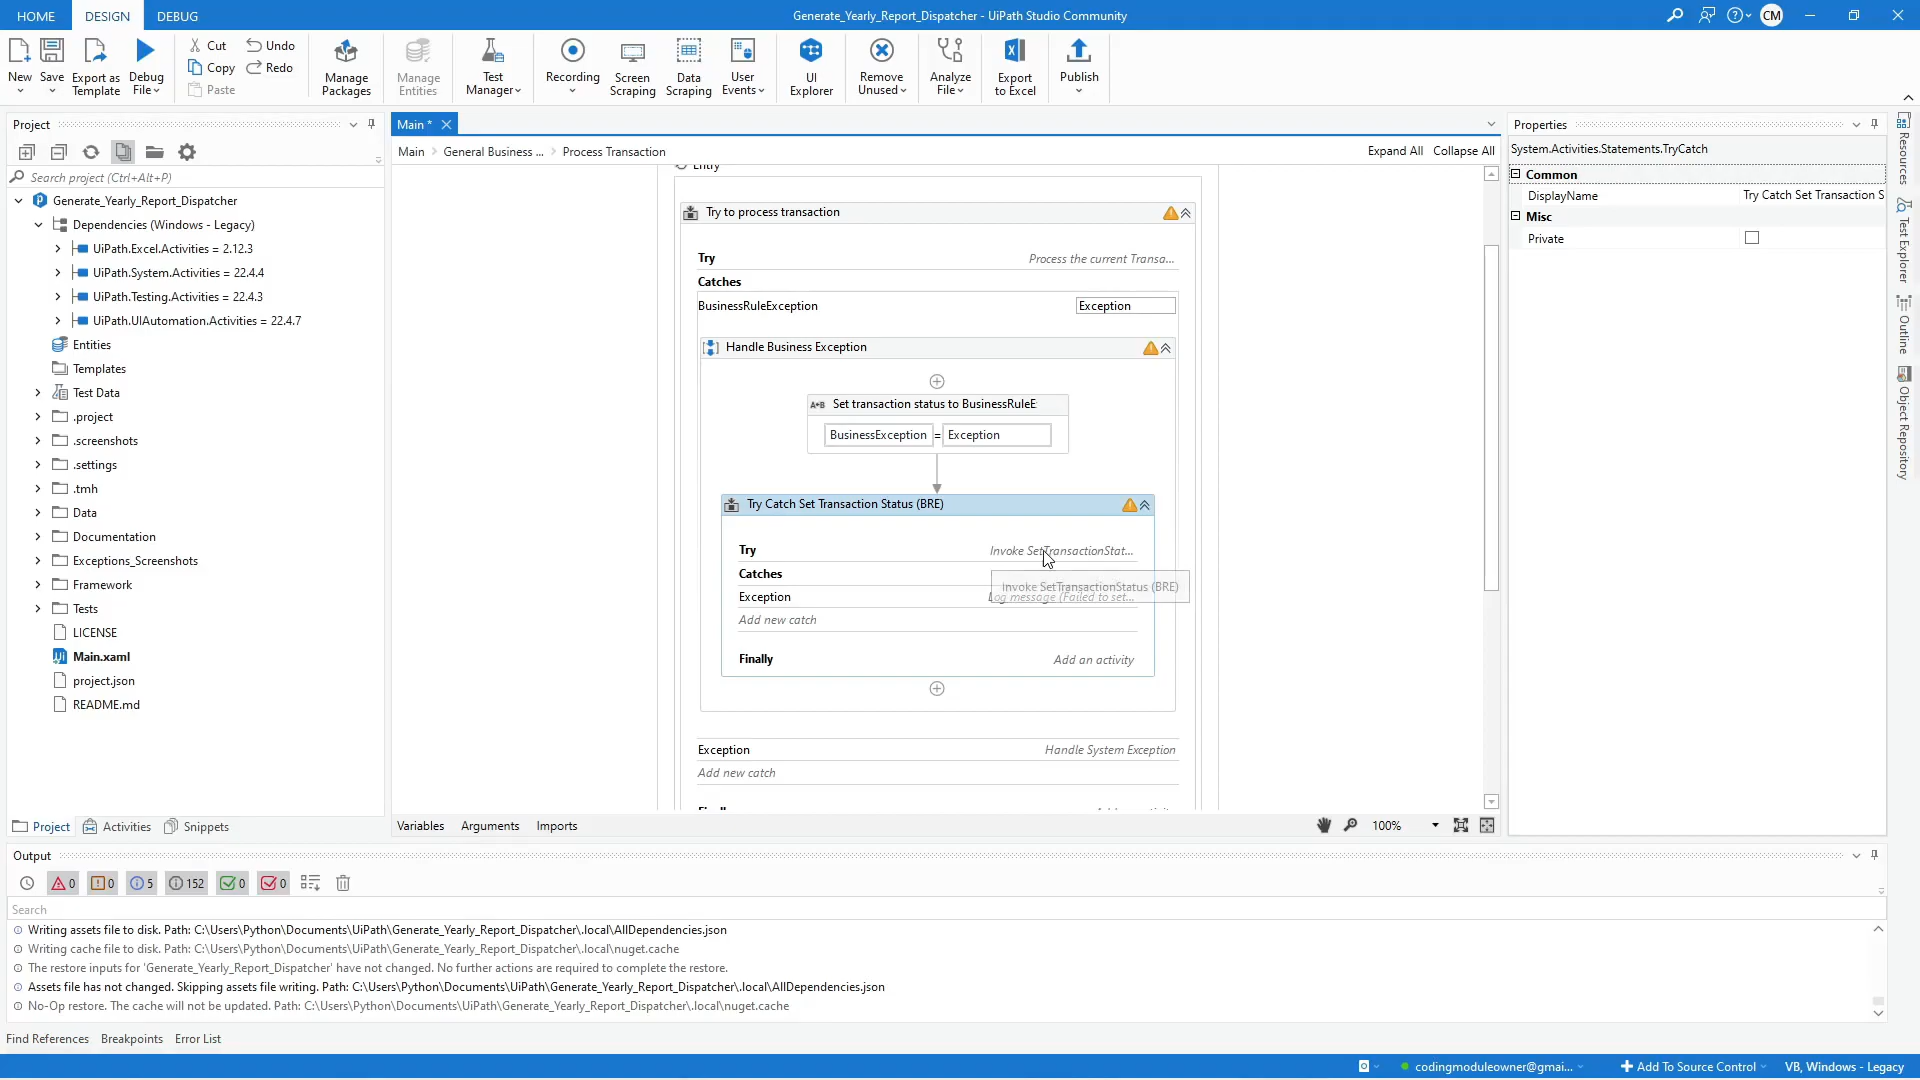 HOME DESIGN DEBUG
Generate_Yearly_Report_Dispatcher - UiPath Studio Community
CM
New
Save
Export as Template
Debug File
Cut
Copy
Paste
Undo
Redo
Manage Packages
Manage Entities
Test Manager
Recording
Screen Scraping
Data Scraping
User Events
UI Explorer
Remove Unused
Analyze File
Export to Excel
Publish
Project
Search project (Ctrl+Alt+P)
Generate_Yearly_Report_Dispatcher
Dependencies (Windows - Legacy)
UiPath.Excel.Activities = 2.12.3
UiPath.System.Activities = 22.4.4
UiPath.Testing.Activities = 22.4.3
UiPath.UIAutomation.Activities = 22.4.7
Entities
Templates
Test Data
.project
.screenshots
.settings
.tmh
Data
Documentation
Exceptions_Screenshots
Framework
Tests
LICENSE
Main.xaml
project.json
README.md
Project Activities Snippets
Main *
Main General Business ... Process Transaction
Expand All Collapse All
Entry
Try to process transaction
Try Process the current Transa...
Catches
BusinessRuleException Exception
Handle Business Exception
A+B Set transaction status to BusinessRuleE
BusinessException = Exception
Try Catch Set Transaction Status (BRE)
Try Invoke SetTransactionStat...
Catches
Invoke SetTransactionStatus (BRE)
Exception Log message (Failed to set...
Add new catch
Finally Add an activity
Exception Handle System Exception
Add new catch
Variables Arguments Imports
100%
Properties
System.Activities.Statements.TryCatch
Common
DisplayName Try Catch Set Transaction S
Misc
Private
Resources
Test Explorer
Outline
Object Repository
Output
0 0 5 152 0 0
Search
Writing assets file to disk. Path: C:\Users\Python\Documents\UiPath\Generate_Yearly_Report_Dispatcher\.local\AllDependencies.json
Writing cache file to disk. Path: C:\Users\Python\Documents\UiPath\Generate_Yearly_Report_Dispatcher\.local\nuget.cache
The restore inputs for 'Generate_Yearly_Report_Dispatcher' have not changed. No further actions are required to complete the restore.
Assets file has not changed. Skipping assets file writing. Path: C:\Users\Python\Documents\UiPath\Generate_Yearly_Report_Dispatcher\.local\AllDependencies.json
No-Op restore. The cache will not be updated. Path: C:\Users\Python\Documents\UiPath\Generate_Yearly_Report_Dispatcher\.local\nuget.cache
Find References Breakpoints Error List
codingmoduleowner@gmai... Add To Source Control VB, Windows - Legacy